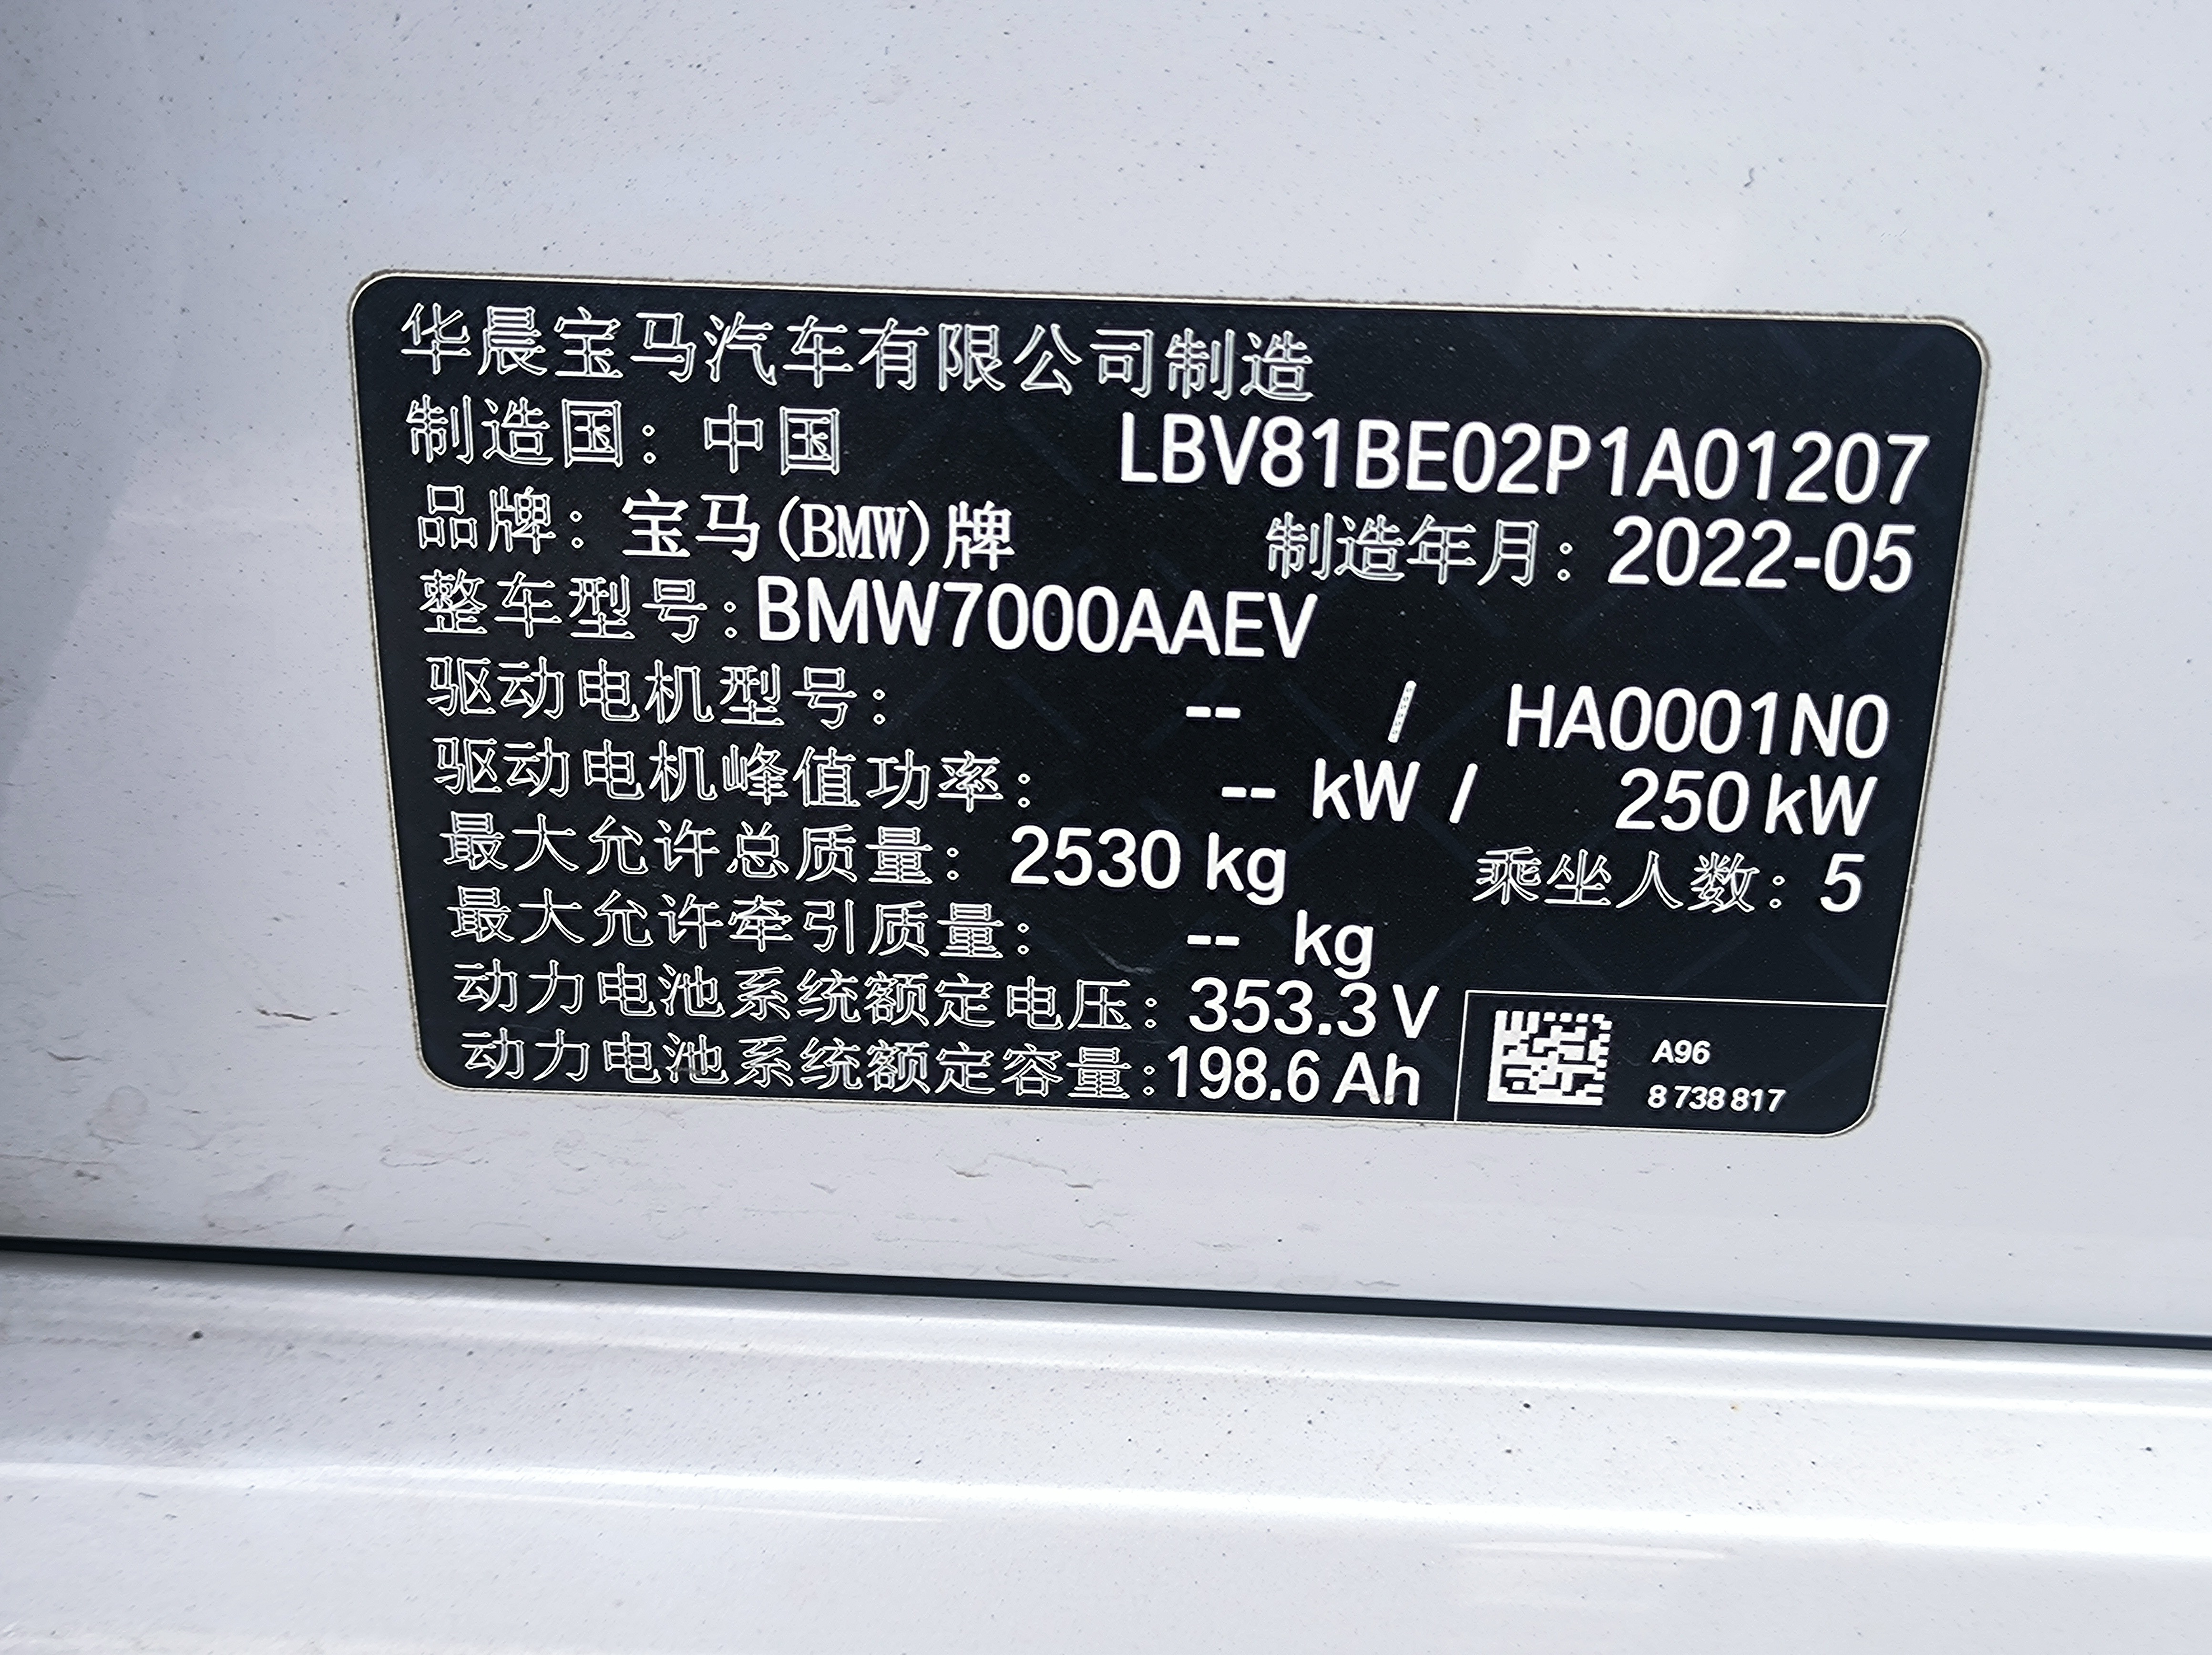 华晨宝马汽车有限公司制造
制造国：中国 LBV81BE02P1A01207
品牌：宝马(BMW)牌 制造年月：2022-05
整车型号:BMW7000AAEV
驱动电机型号： -- / HA0001N0
驱动电机峰值功率： -- kW / 250 kW
最大允许总质量：2530 kg 乘坐人数：5
最大允许牵引质量： -- kg
动力电池系统额定电压：353.3 V
动力电池系统额定容量:198.6 Ah
A96
8 738 817